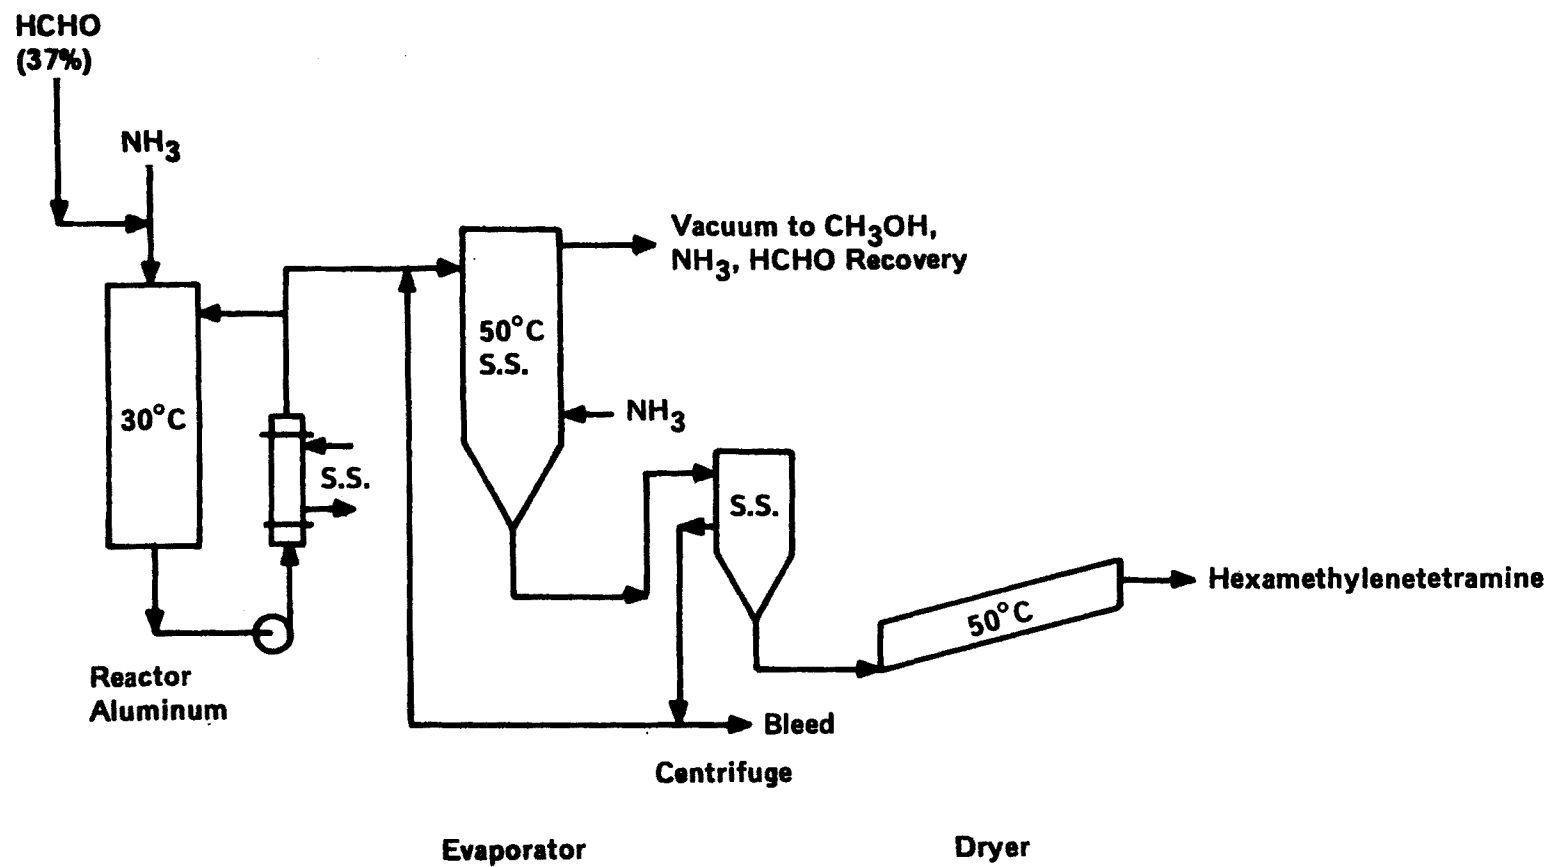 HCHO
(37%)
NH3
Vacuum to CH3OH,
NH3, HCHO Recovery
50°C
S.S.
30°C
NH3
S.S.
S.S.
Hexamethylenetetramine
50°C
Reactor
Aluminum
Bleed
Centrifuge
Evaporator
Dryer